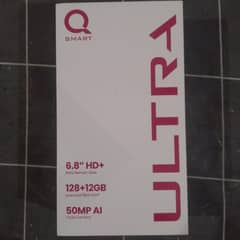 Q
SMART
ULTRA
6.8" HD+
128+12GB
50MP AI